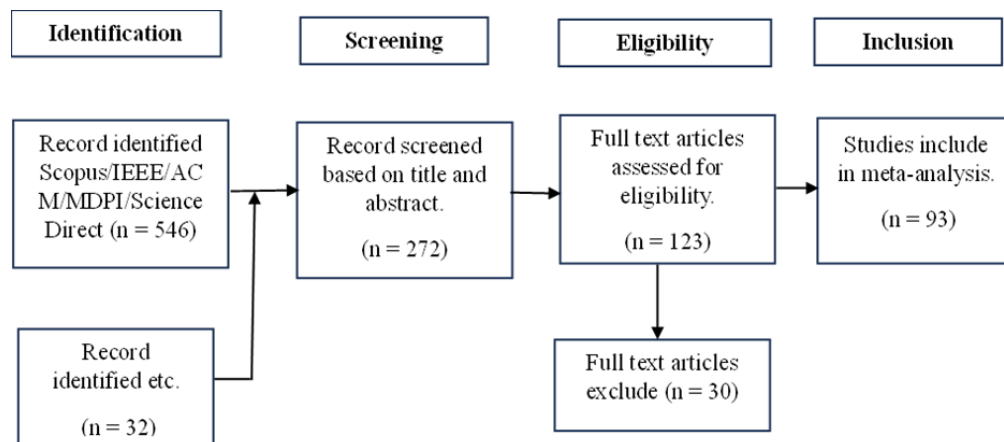 Identification
Screening
Eligibility
Inclusion
Record identified
Scopus/IEEE/AC
M/MDPI/Science
Direct (n = 546)
Record screened
based on title and
abstract.
(n = 272)
Full text articles
assessed for
eligibility.
(n = 123)
Studies include
in meta-analysis.
(n = 93)
Record
identified etc.
(n = 32)
Full text articles
exclude (n = 30)